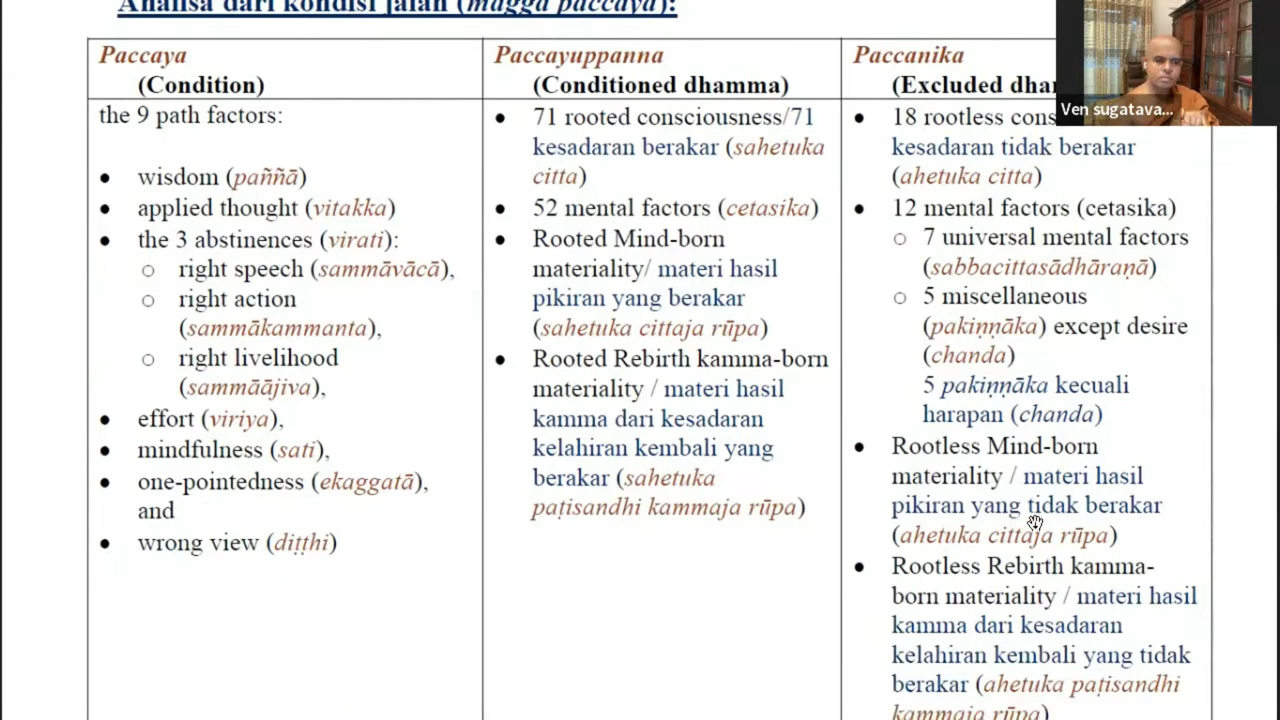 Analisa dari kondisi jalan (magga paccaya):
Paccaya
(Condition)
the 9 path factors:
• wisdom (paññā)
• applied thought (vitakka)
• the 3 abstinences (virati):
○ right speech (sammāvācā),
○ right action
(sammākammanta),
○ right livelihood
(sammāājiva),
• effort (viriya),
• mindfulness (sati),
• one-pointedness (ekaggatā),
and
• wrong view (diṭṭhi)
Paccayuppanna
(Conditioned dhamma)
• 71 rooted consciousness/71
kesadaran berakar (sahetuka
citta)
• 52 mental factors (cetasika)
• Rooted Mind-born
materiality/ materi hasil
pikiran yang berakar
(sahetuka cittaja rūpa)
• Rooted Rebirth kamma-born
materiality / materi hasil
kamma dari kesadaran
kelahiran kembali yang
berakar (sahetuka
paṭisandhi kammaja rūpa)
Paccanika
(Excluded
• 18 rootless
kesadaran tidak berakar
(ahetuka citta)
• 12 mental factors (cetasika)
○ 7 universal mental factors
(sabbacittasādhāraṇā)
○ 5 miscellaneous
(pakiṇṇāka) except desire
(chanda)
5 pakiṇṇāka kecuali
harapan (chanda)
• Rootless Mind-born
materiality / materi hasil
pikiran yang tidak berakar
(ahetuka cittaja rūpa)
• Rootless Rebirth kamma-
born materiality / materi hasil
kamma dari kesadaran
kelahiran kembali yang tidak
berakar (ahetuka paṭisandhi
kammaja rūpa)
Ven sugatava...